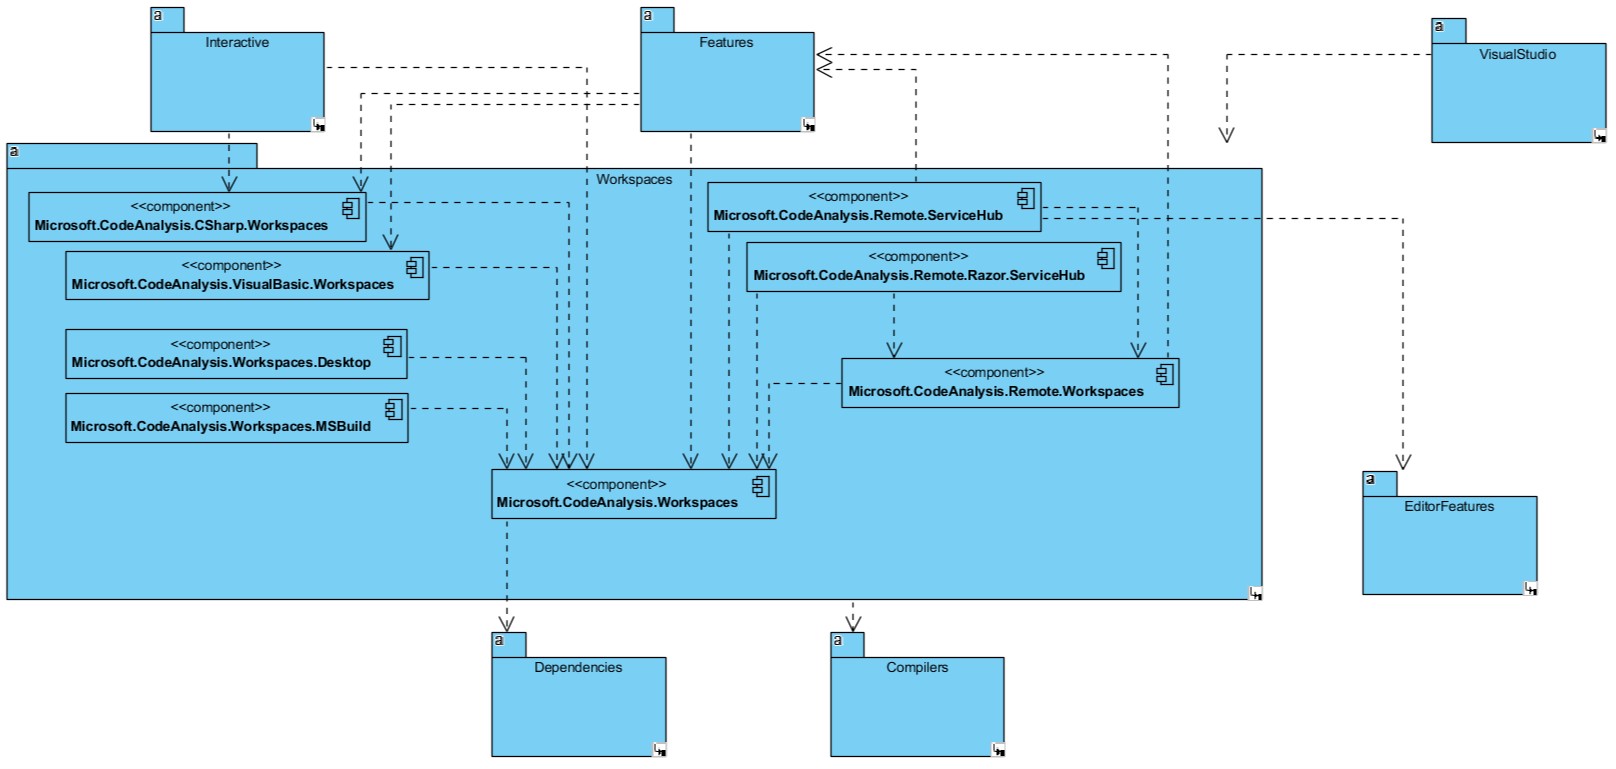 a
Interactive
a
Features
a
VisualStudio
a
Workspaces
<<component>>
Microsoft.CodeAnalysis.CSharp.Workspaces
<<component>>
Microsoft.CodeAnalysis.Remote.ServiceHub
<<component>>
Microsoft.CodeAnalysis.VisualBasic.Workspaces
<<component>>
Microsoft.CodeAnalysis.Remote.Razor.ServiceHub
<<component>>
Microsoft.CodeAnalysis.Workspaces.Desktop
<<component>>
Microsoft.CodeAnalysis.Remote.Workspaces
<<component>>
Microsoft.CodeAnalysis.Workspaces.MSBuild
<<component>>
Microsoft.CodeAnalysis.Workspaces
a
EditorFeatures
a
Dependencies
a
Compilers